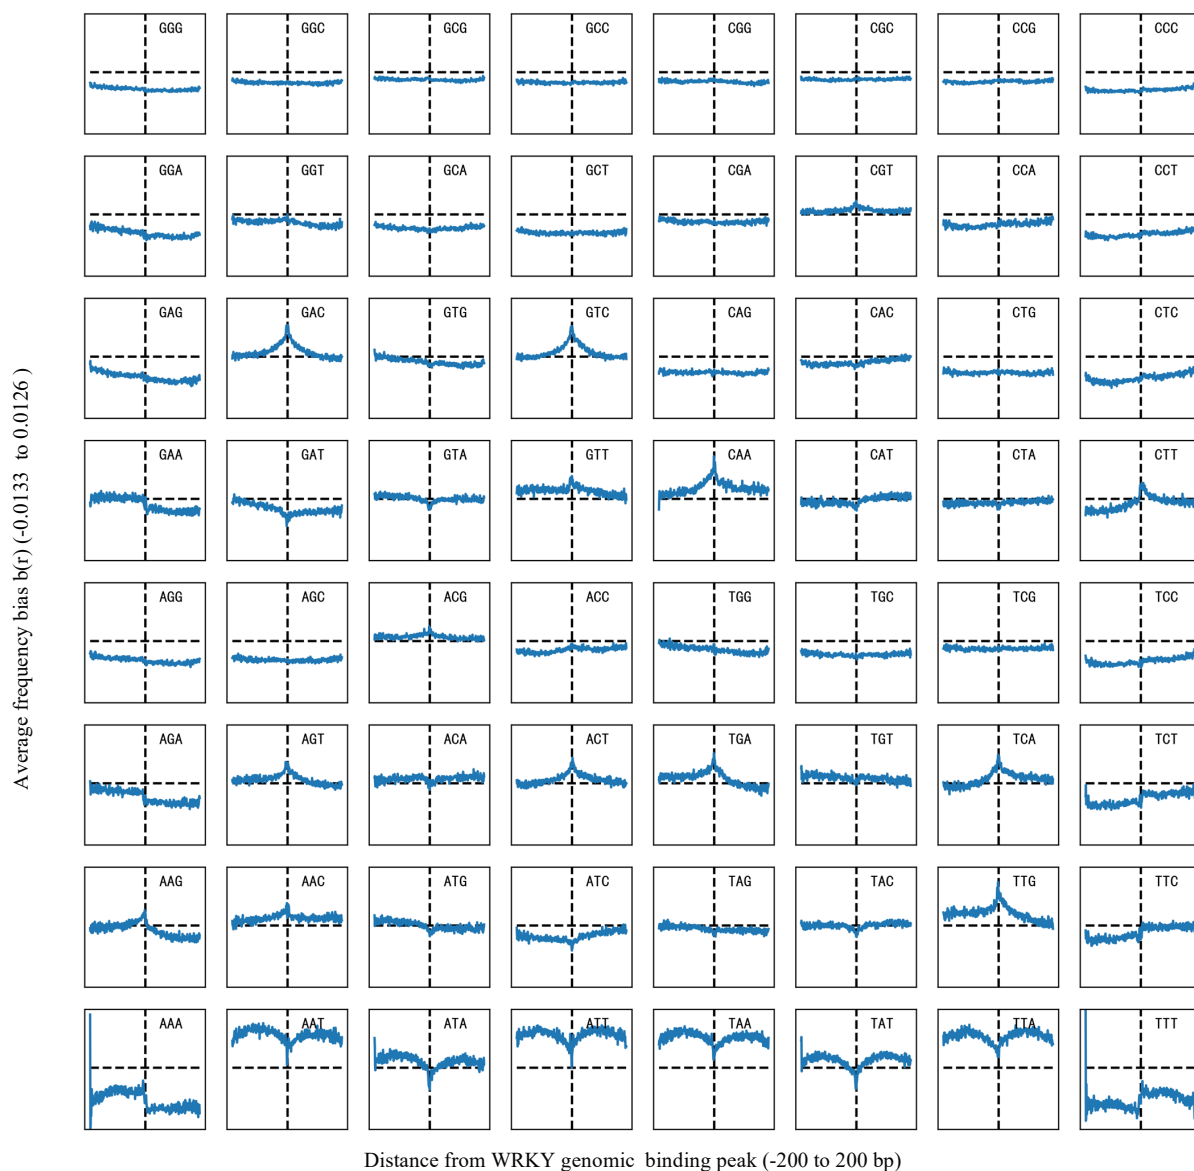 GGG GGC GCG GCC CGG CGC CCG CCC
GGA GGT GCA GCT CGA CGT CCA CCT
GAG GAC GTG GTC CAG CAC CTG CTC
GAA GAT GTA GTT CAA CAT CTA CTT
AGG AGC ACG ACC TGG TGC TCG TCC
AGA AGT ACA ACT TGA TGT TCA TCT
AAG AAC ATG ATC TAG TAC TTG TTC
AAA AAT ATA ATT TAA TAT TTA TTT
Average frequency bias b(r) (-0.0133 to 0.0126 )
Distance from WRKY genomic binding peak (-200 to 200 bp)